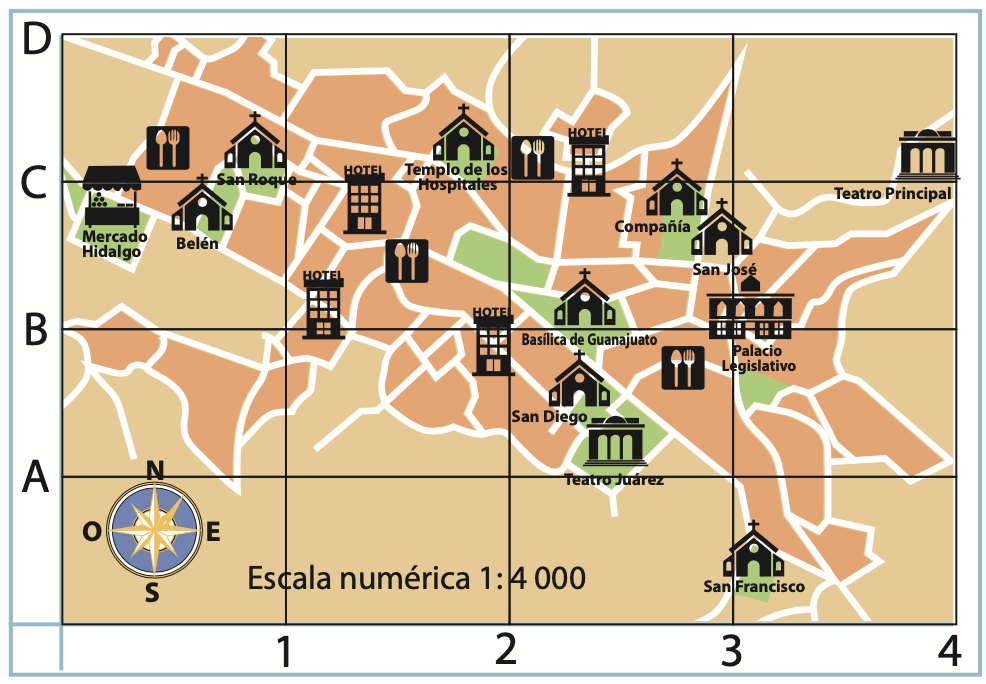 D
HOTEL
San Roque
Templo de los
Hospitales
HOTEL
Teatro Principal
C
Mercado
Hidalgo
Belén
Compañía
San José
HOTEL
HOTEL
B
Basílica de Guanajuato
Palacio
Legislativo
San Diego
Teatro Juárez
A
N
O
E
S
Escala numérica 1: 4 000
San Francisco
1
2
3
4